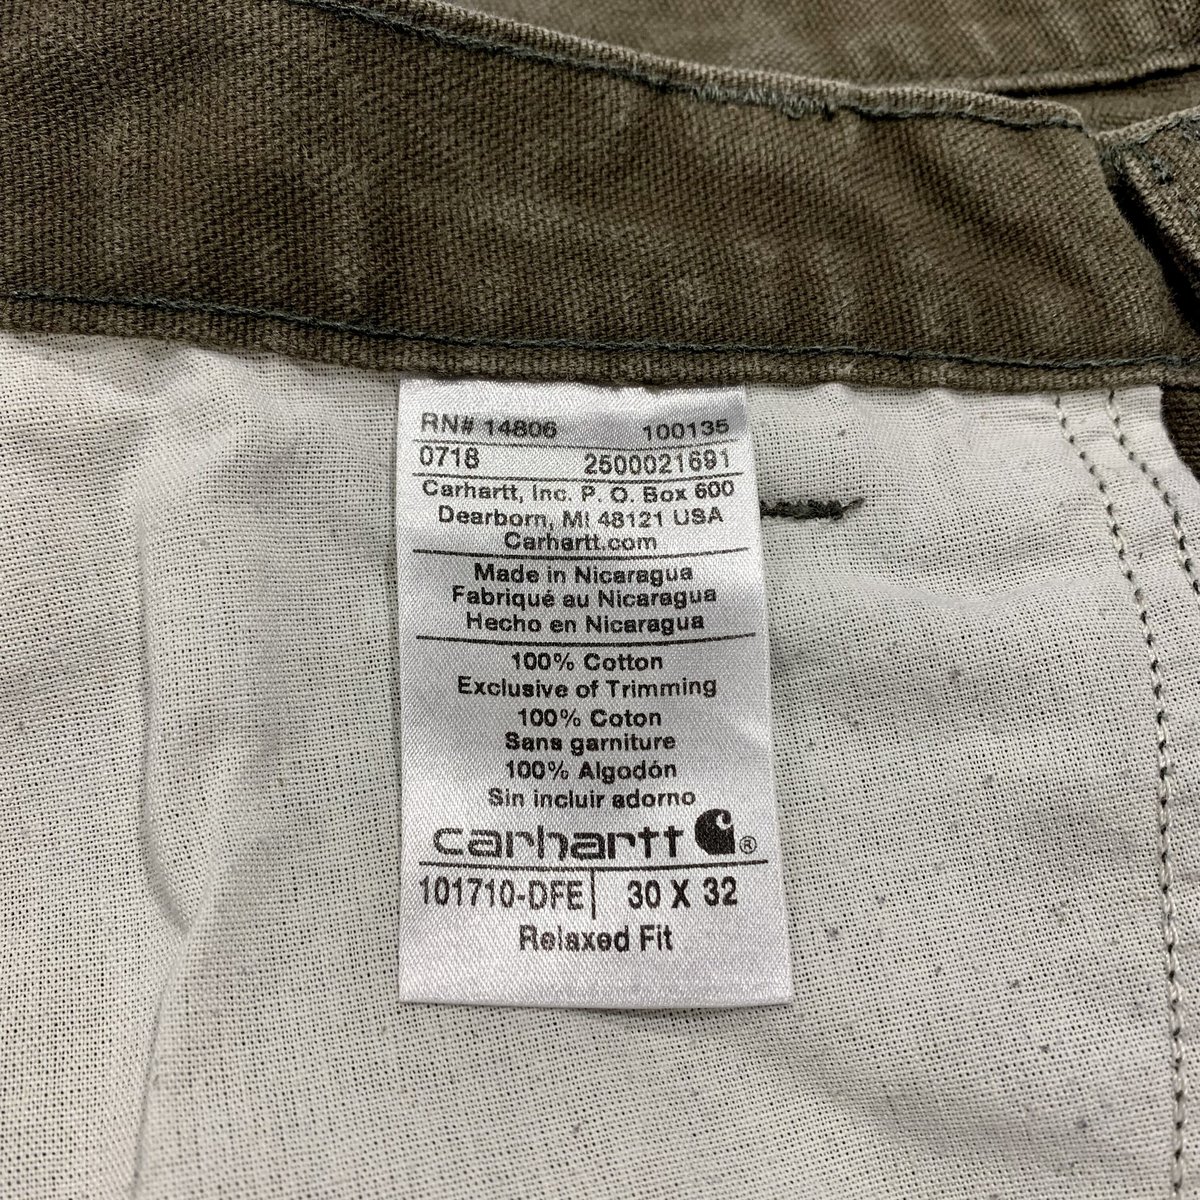 RN# 14806 100135
0718 2500021691
Carhartt, Inc. P. O. Box 600
Dearborn, MI 48121 USA
Carhartt.com
Made in Nicaragua
Fabriqué au Nicaragua
Hecho en Nicaragua
100% Cotton
Exclusive of Trimming
100% Coton
Sans garniture
100% Algodón
Sin incluir adorno
carhartt ®
101710-DFE 30 X 32
Relaxed Fit